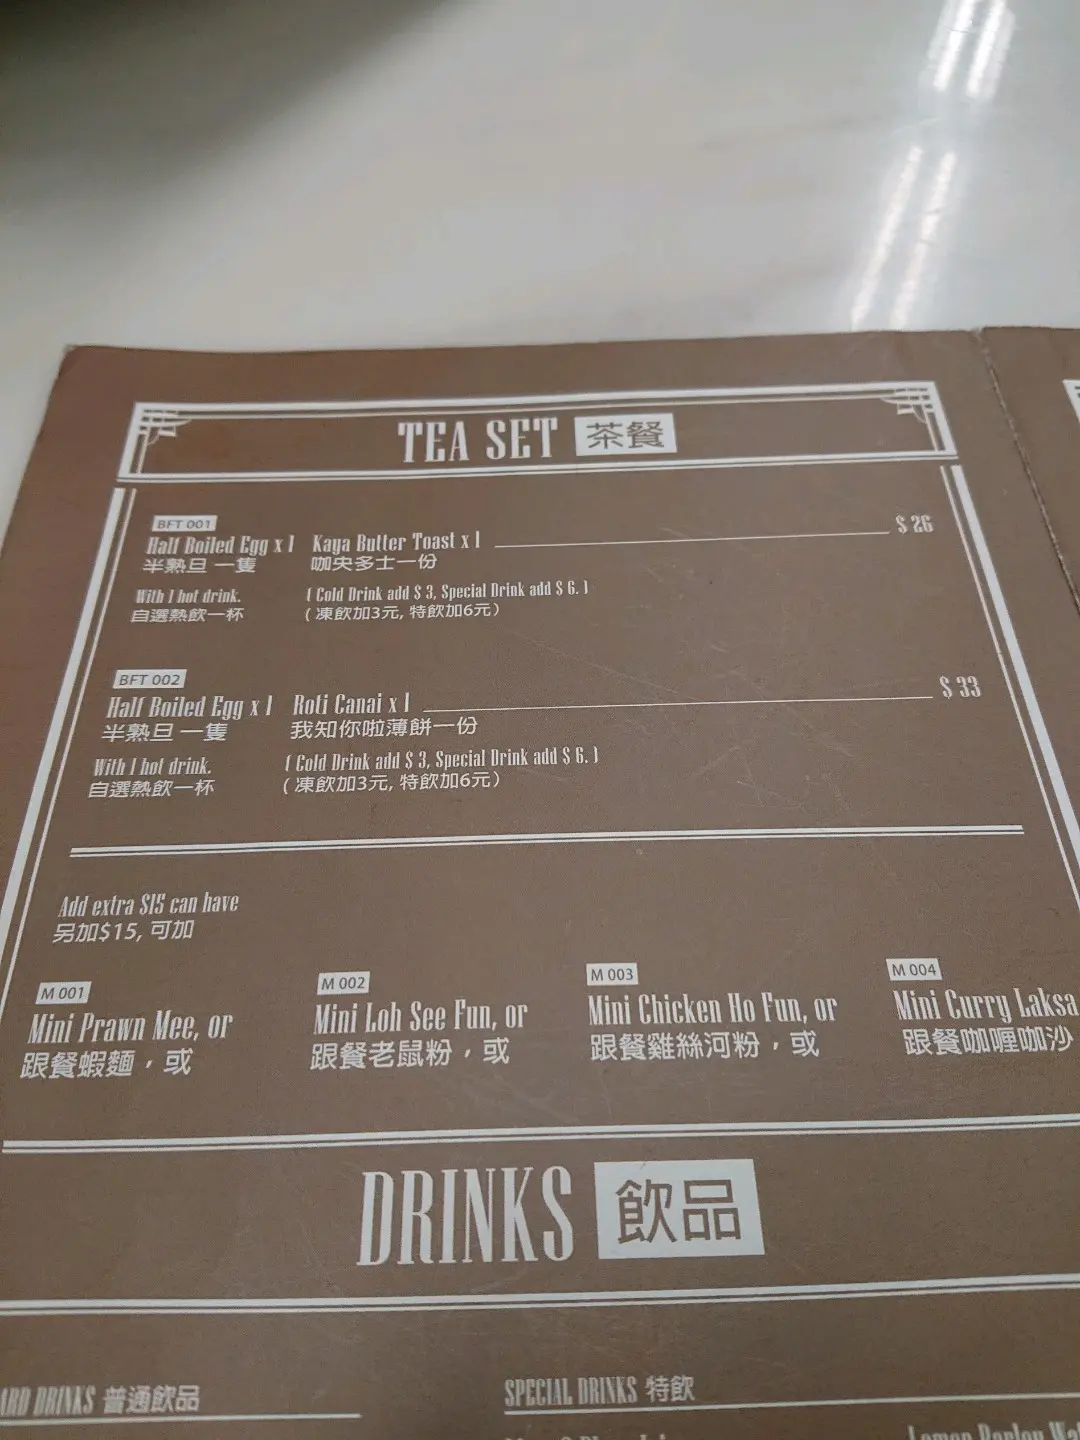 TEA SET 茶餐
BFT 001
Half Boiled Egg x 1 Kaya Butter Toast x 1 $ 26
半熟旦 一隻 咖央多士一份
With 1 hot drink. ( Cold Drink add $ 3, Special Drink add $ 6. )
自選熱飲一杯 ( 凍飲加3元, 特飲加6元)
BFT 002
Half Boiled Egg x 1 Roti Canai x 1 $ 33
半熟旦 一隻 我知你啦薄餅一份
With 1 hot drink. ( Cold Drink add $ 3, Special Drink add $ 6. )
自選熱飲一杯 ( 凍飲加3元, 特飲加6元)
Add extra $15 can have
另加$15, 可加
M 001 M 002 M 003 M 004
Mini Prawn Mee, or Mini Loh See Fun, or Mini Chicken Ho Fun, or Mini Curry Laksa
跟餐蝦麵，或 跟餐老鼠粉，或 跟餐雞絲河粉，或 跟餐咖喱咖沙
DRINKS 飲品
ARD DRINKS 普通飲品 SPECIAL DRINKS 特飲
Lemon Barley